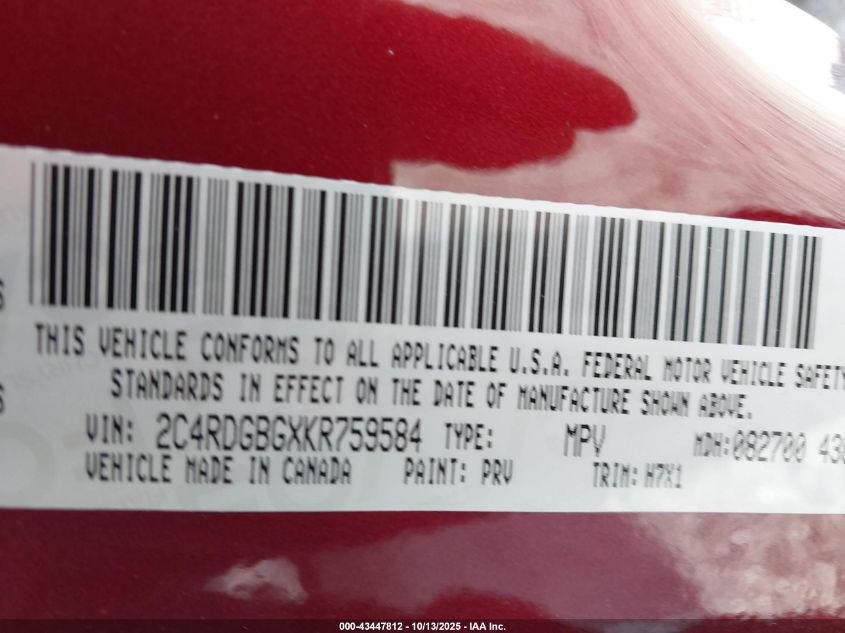 THIS VEHICLE CONFORMS TO ALL APPLICABLE U.S.A. FEDERAL MOTOR VEHICLE SAFETY
STANDARDS IN EFFECT ON THE DATE OF MANUFACTURE SHOWN ABOVE.
VIN: 2C4RDGBGXKR759584 TYPE: MPV MDH:082700 430
VEHICLE MADE IN CANADA PAINT: PRV TRIM: H7X1
000-43447812 - 10/13/2025 - IAA Inc.